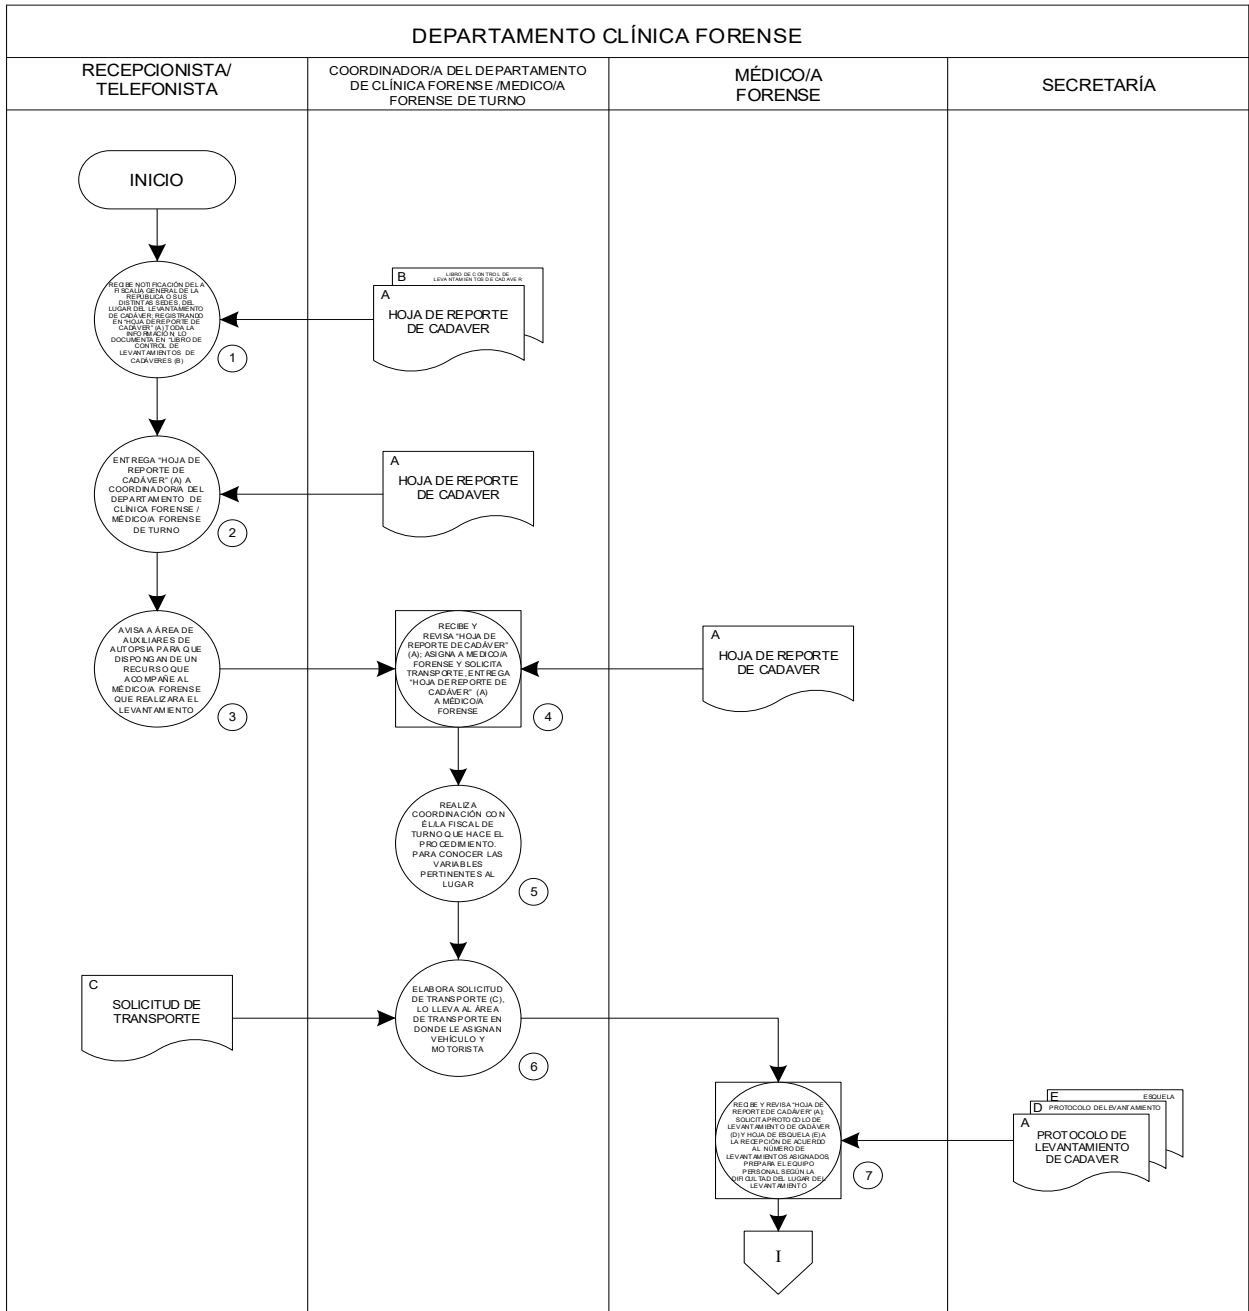 DEPARTAMENTO CLÍNICA FORENSE
RECEPCIONISTA/
TELEFONISTA
COORDINADOR/A DEL DEPARTAMENTO
DE CLÍNICA FORENSE /MEDICO/A
FORENSE DE TURNO
MÉDICO/A
FORENSE
SECRETARÍA
INICIO
RECIBE NOTIFICACIÓN DE LA
FISCALÍA GENERAL DE LA
REPÚBLICA O SUS
DISTINTAS SEDES, DEL
LUGAR DEL LEVANTAMIENTO
DE CADÁVER; REGISTRANDO
EN "HOJA DE REPORTE DE
CADÁVER" (A) TODA LA
INFORMACIÓN, LO
DOCUMENTA EN "LIBRO DE
CONTROL DE
LEVANTAMIENTOS DE
CADÁVERES (B)
1
B
LIBRO DE CONTROL DE
LEVANTAMIENTOS DE CADAVER
A
HOJA DE REPORTE
DE CADAVER
ENTREGA "HOJA DE
REPORTE DE
CADÁVER" (A) A
COORDINADOR/A DEL
DEPARTAMENTO DE
CLÍNICA FORENSE /
MÉDICO/A FORENSE
DE TURNO
2
A
HOJA DE REPORTE
DE CADAVER
AVISA A ÁREA DE
AUXILIARES DE
AUTOPSIA PARA QUE
DISPONGAN DE UN
RECURSO QUE
ACOMPAÑE AL
MÉDICO/A FORENSE
QUE REALIZARA EL
LEVANTAMIENTO
3
RECIBE Y
REVISA "HOJA DE
REPORTE DE CADÁVER"
(A); ASIGNA A MEDICO/A
FORENSE Y SOLICITA
TRANSPORTE, ENTREGA
"HOJA DE REPORTE DE
CADÁVER" (A)
A MÉDICO/A
FORENSE
4
A
HOJA DE REPORTE
DE CADAVER
REALIZA
COORDINACIÓN CON
ÉL/LA FISCAL DE
TURNO QUE HACE EL
PROCEDIMIENTO.
PARA CONOCER LAS
VARIABLES
PERTINENTES AL
LUGAR
5
C
SOLICITUD DE
TRANSPORTE
ELABORA SOLICITUD
DE TRANSPORTE (C),
LO LLEVA AL ÁREA
DE TRANSPORTE EN
DONDE LE ASIGNAN
VEHÍCULO Y
MOTORISTA
6
RECIBE Y REVISA "HOJA DE
REPORTE DE CADÁVER" (A);
SOLICITA PROTOCOLO DE
LEVANTAMIENTO DE CADÁVER
(D) Y HOJA DE ESQUELA (E) A
LA RECEPCIÓN DE ACUERDO
AL NÚMERO DE
LEVANTAMIENTOS ASIGNADOS,
PREPARA EL EQUIPO
PERSONAL SEGÚN LA
DIFICULTAD DEL LUGAR DEL
LEVANTAMIENTO
7
E
ESQUELA
D
PROTOCOLO DE LEVANTAMIENTO
A
PROTOCOLO DE
LEVANTAMIENTO
DE CADAVER
I